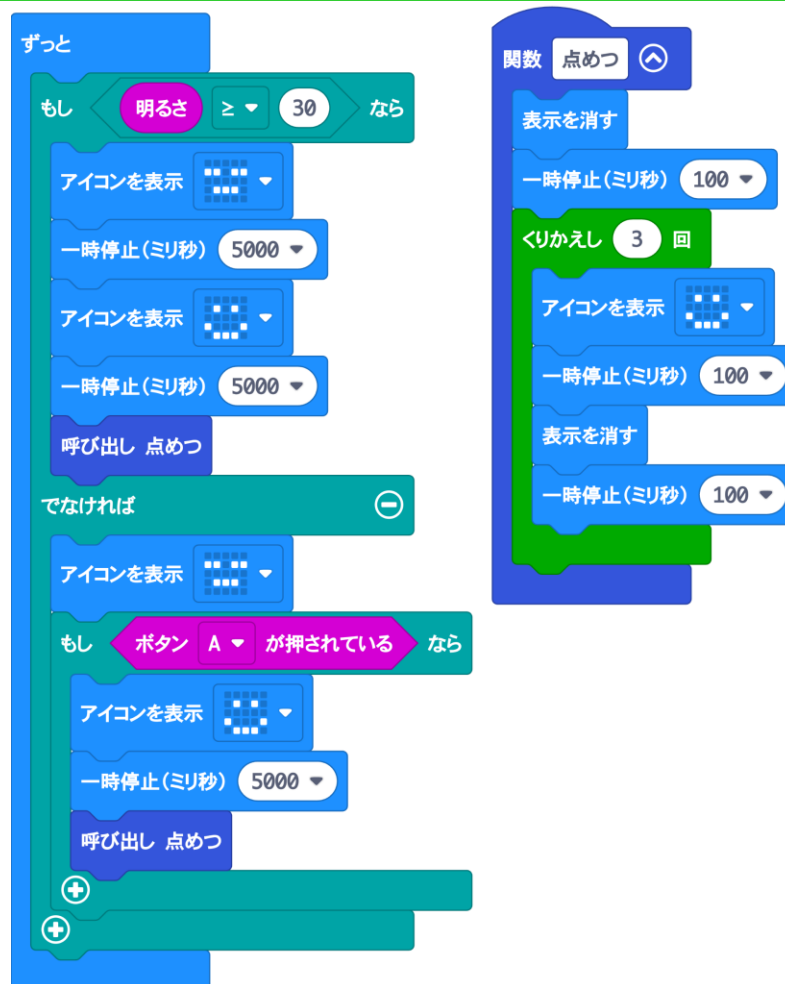 ずっと
もし 明るさ ≥ 30 なら
アイコンを表示
一時停止(ミリ秒) 5000
アイコンを表示
一時停止(ミリ秒) 5000
呼び出し 点めつ
でなければ
アイコンを表示
もし ボタン A が押されている なら
アイコンを表示
一時停止(ミリ秒) 5000
呼び出し 点めつ
関数 点めつ
表示を消す
一時停止(ミリ秒) 100
くりかえし 3 回
アイコンを表示
一時停止(ミリ秒) 100
表示を消す
一時停止(ミリ秒) 100